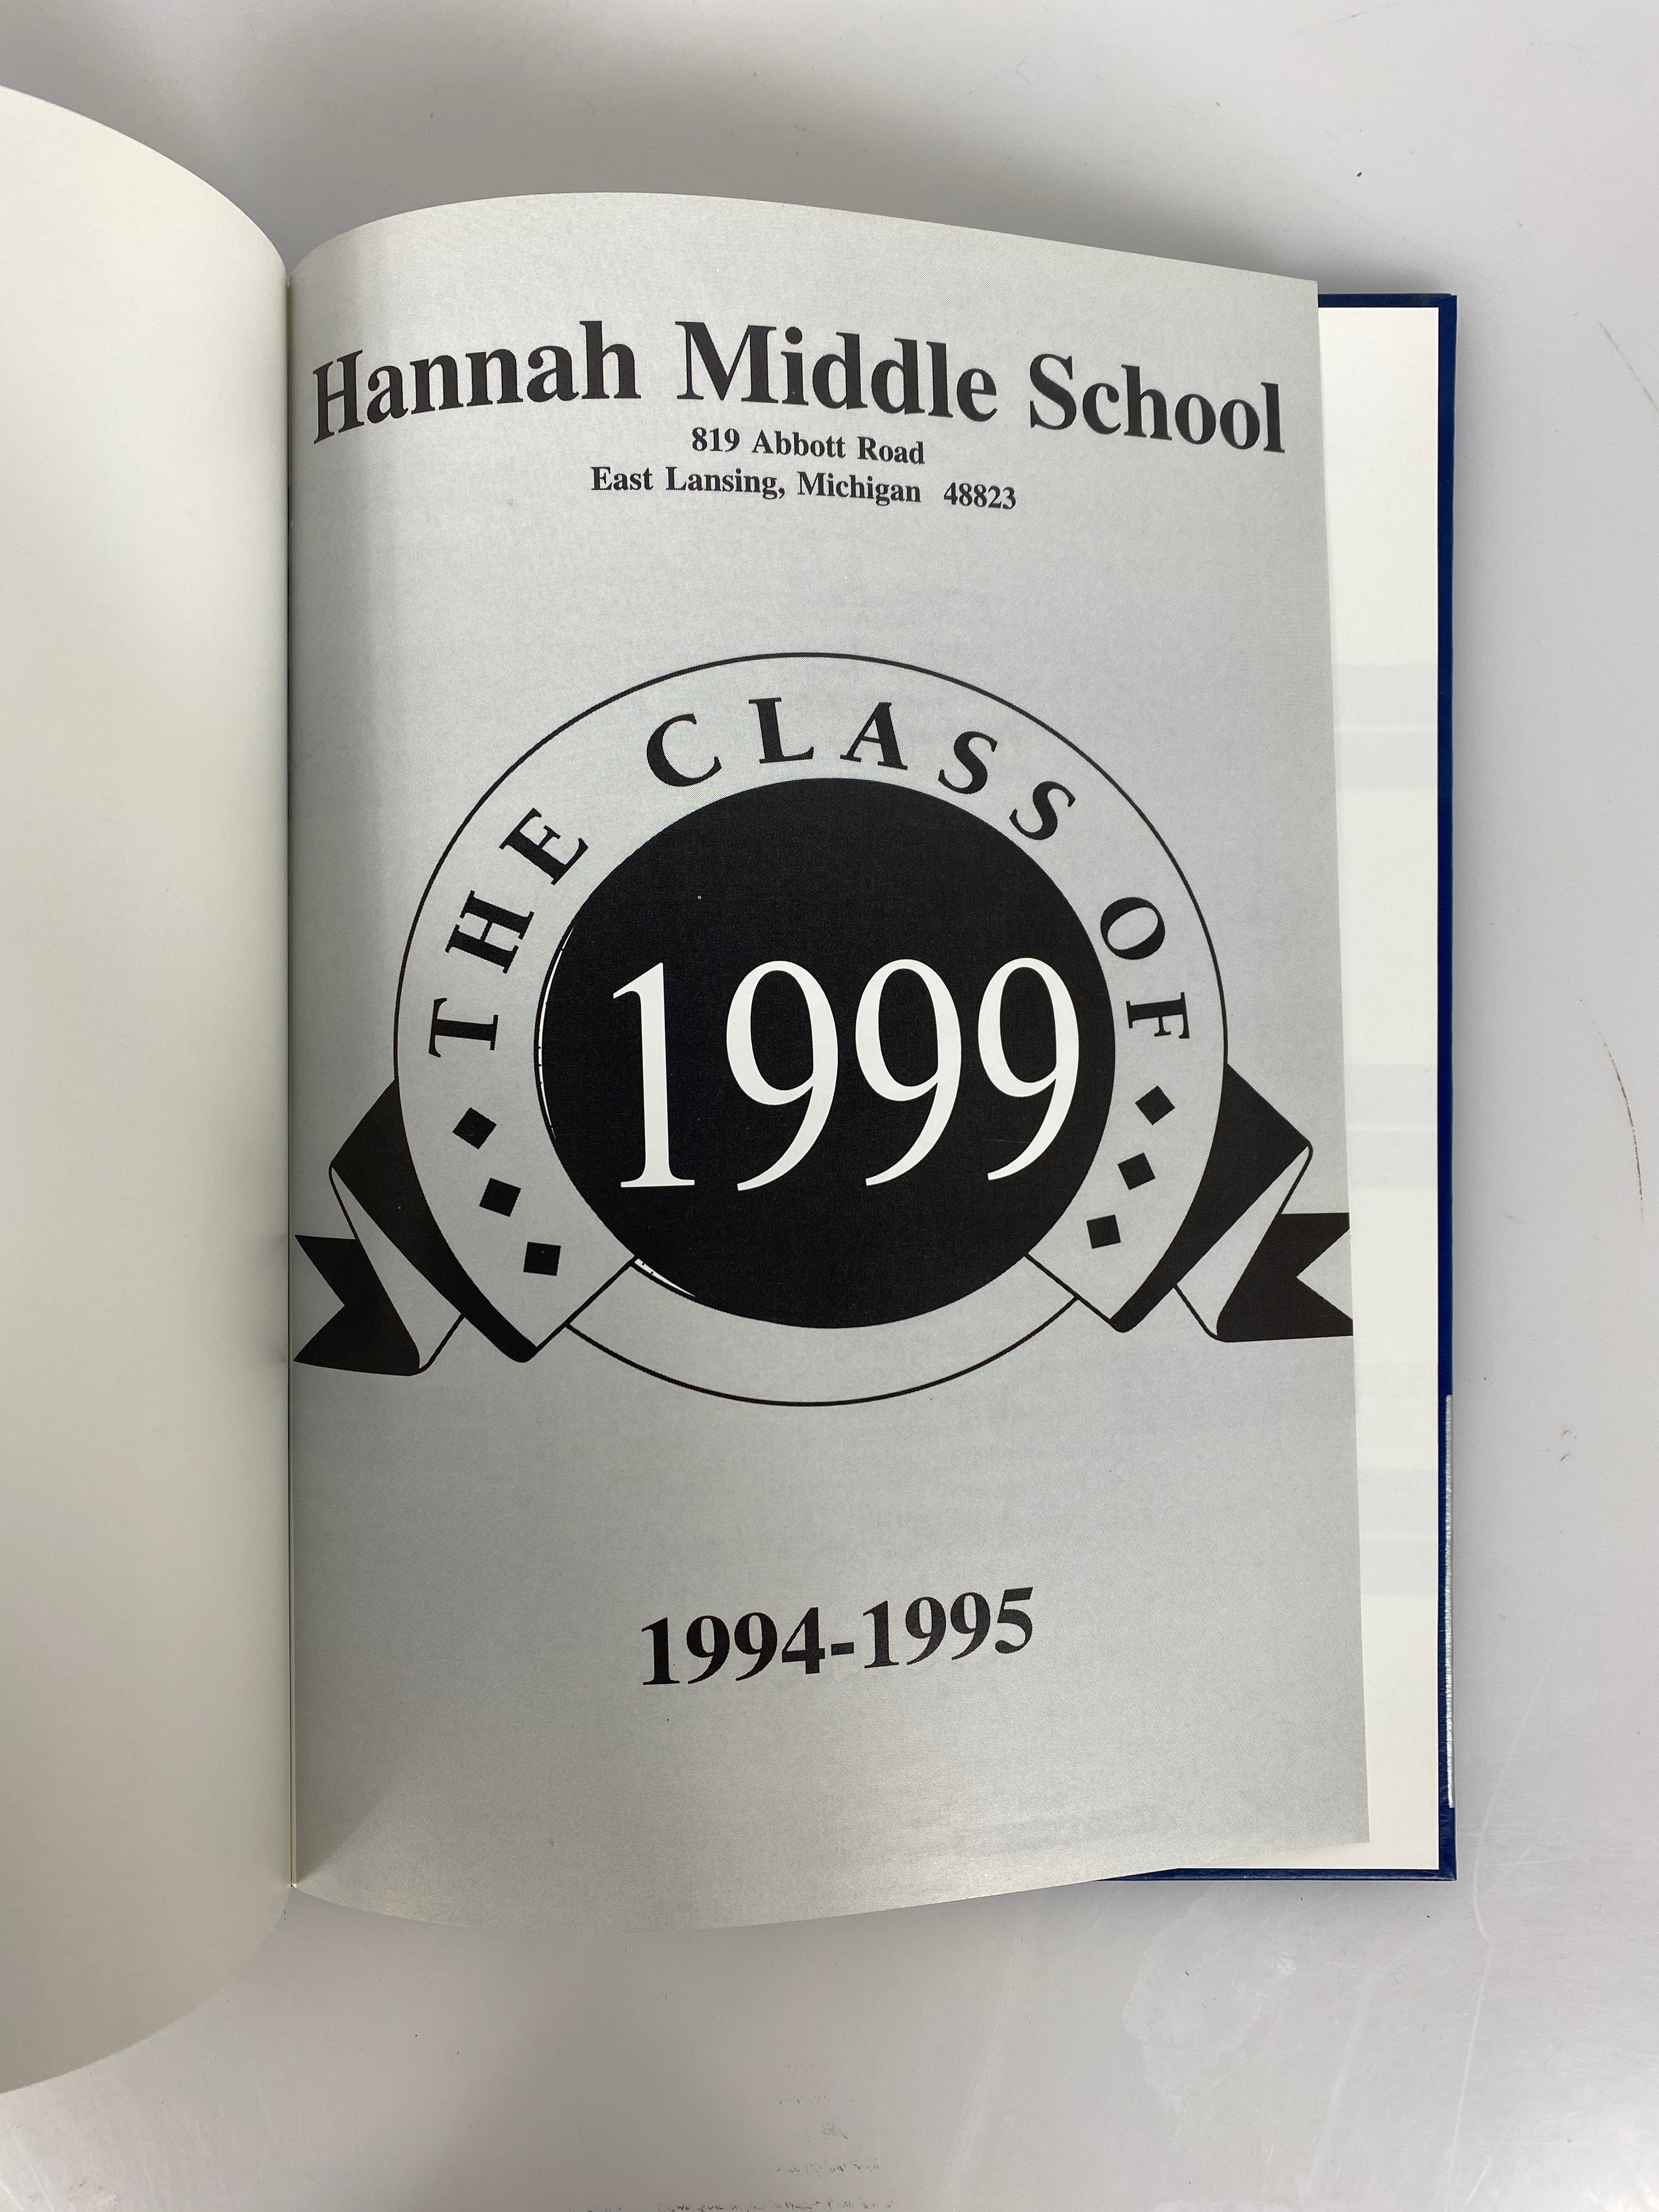 Hannah Middle School
819 Abbott Road
East Lansing, Michigan 48823
THE CLASS OF
1999
1994-1995